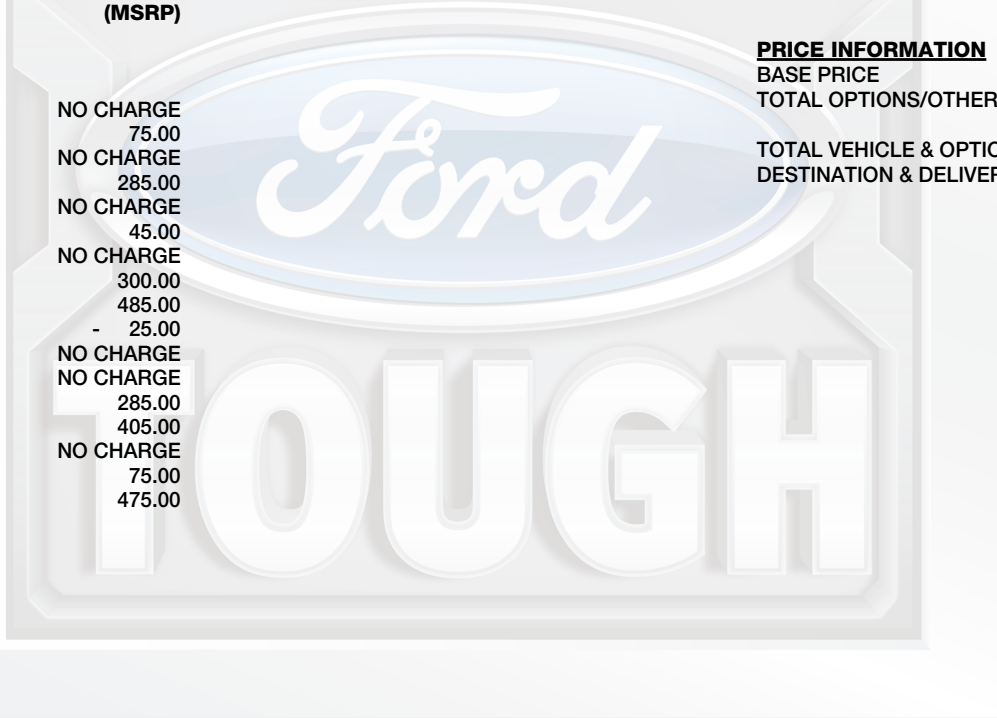 (MSRP)
NO CHARGE
75.00
NO CHARGE
285.00
NO CHARGE
45.00
NO CHARGE
300.00
485.00
- 25.00
NO CHARGE
NO CHARGE
285.00
405.00
NO CHARGE
75.00
475.00
PRICE INFORMATION
BASE PRICE
TOTAL OPTIONS/OTHER
TOTAL VEHICLE & OPTIO
DESTINATION & DELIVER
Ford
TOUGH